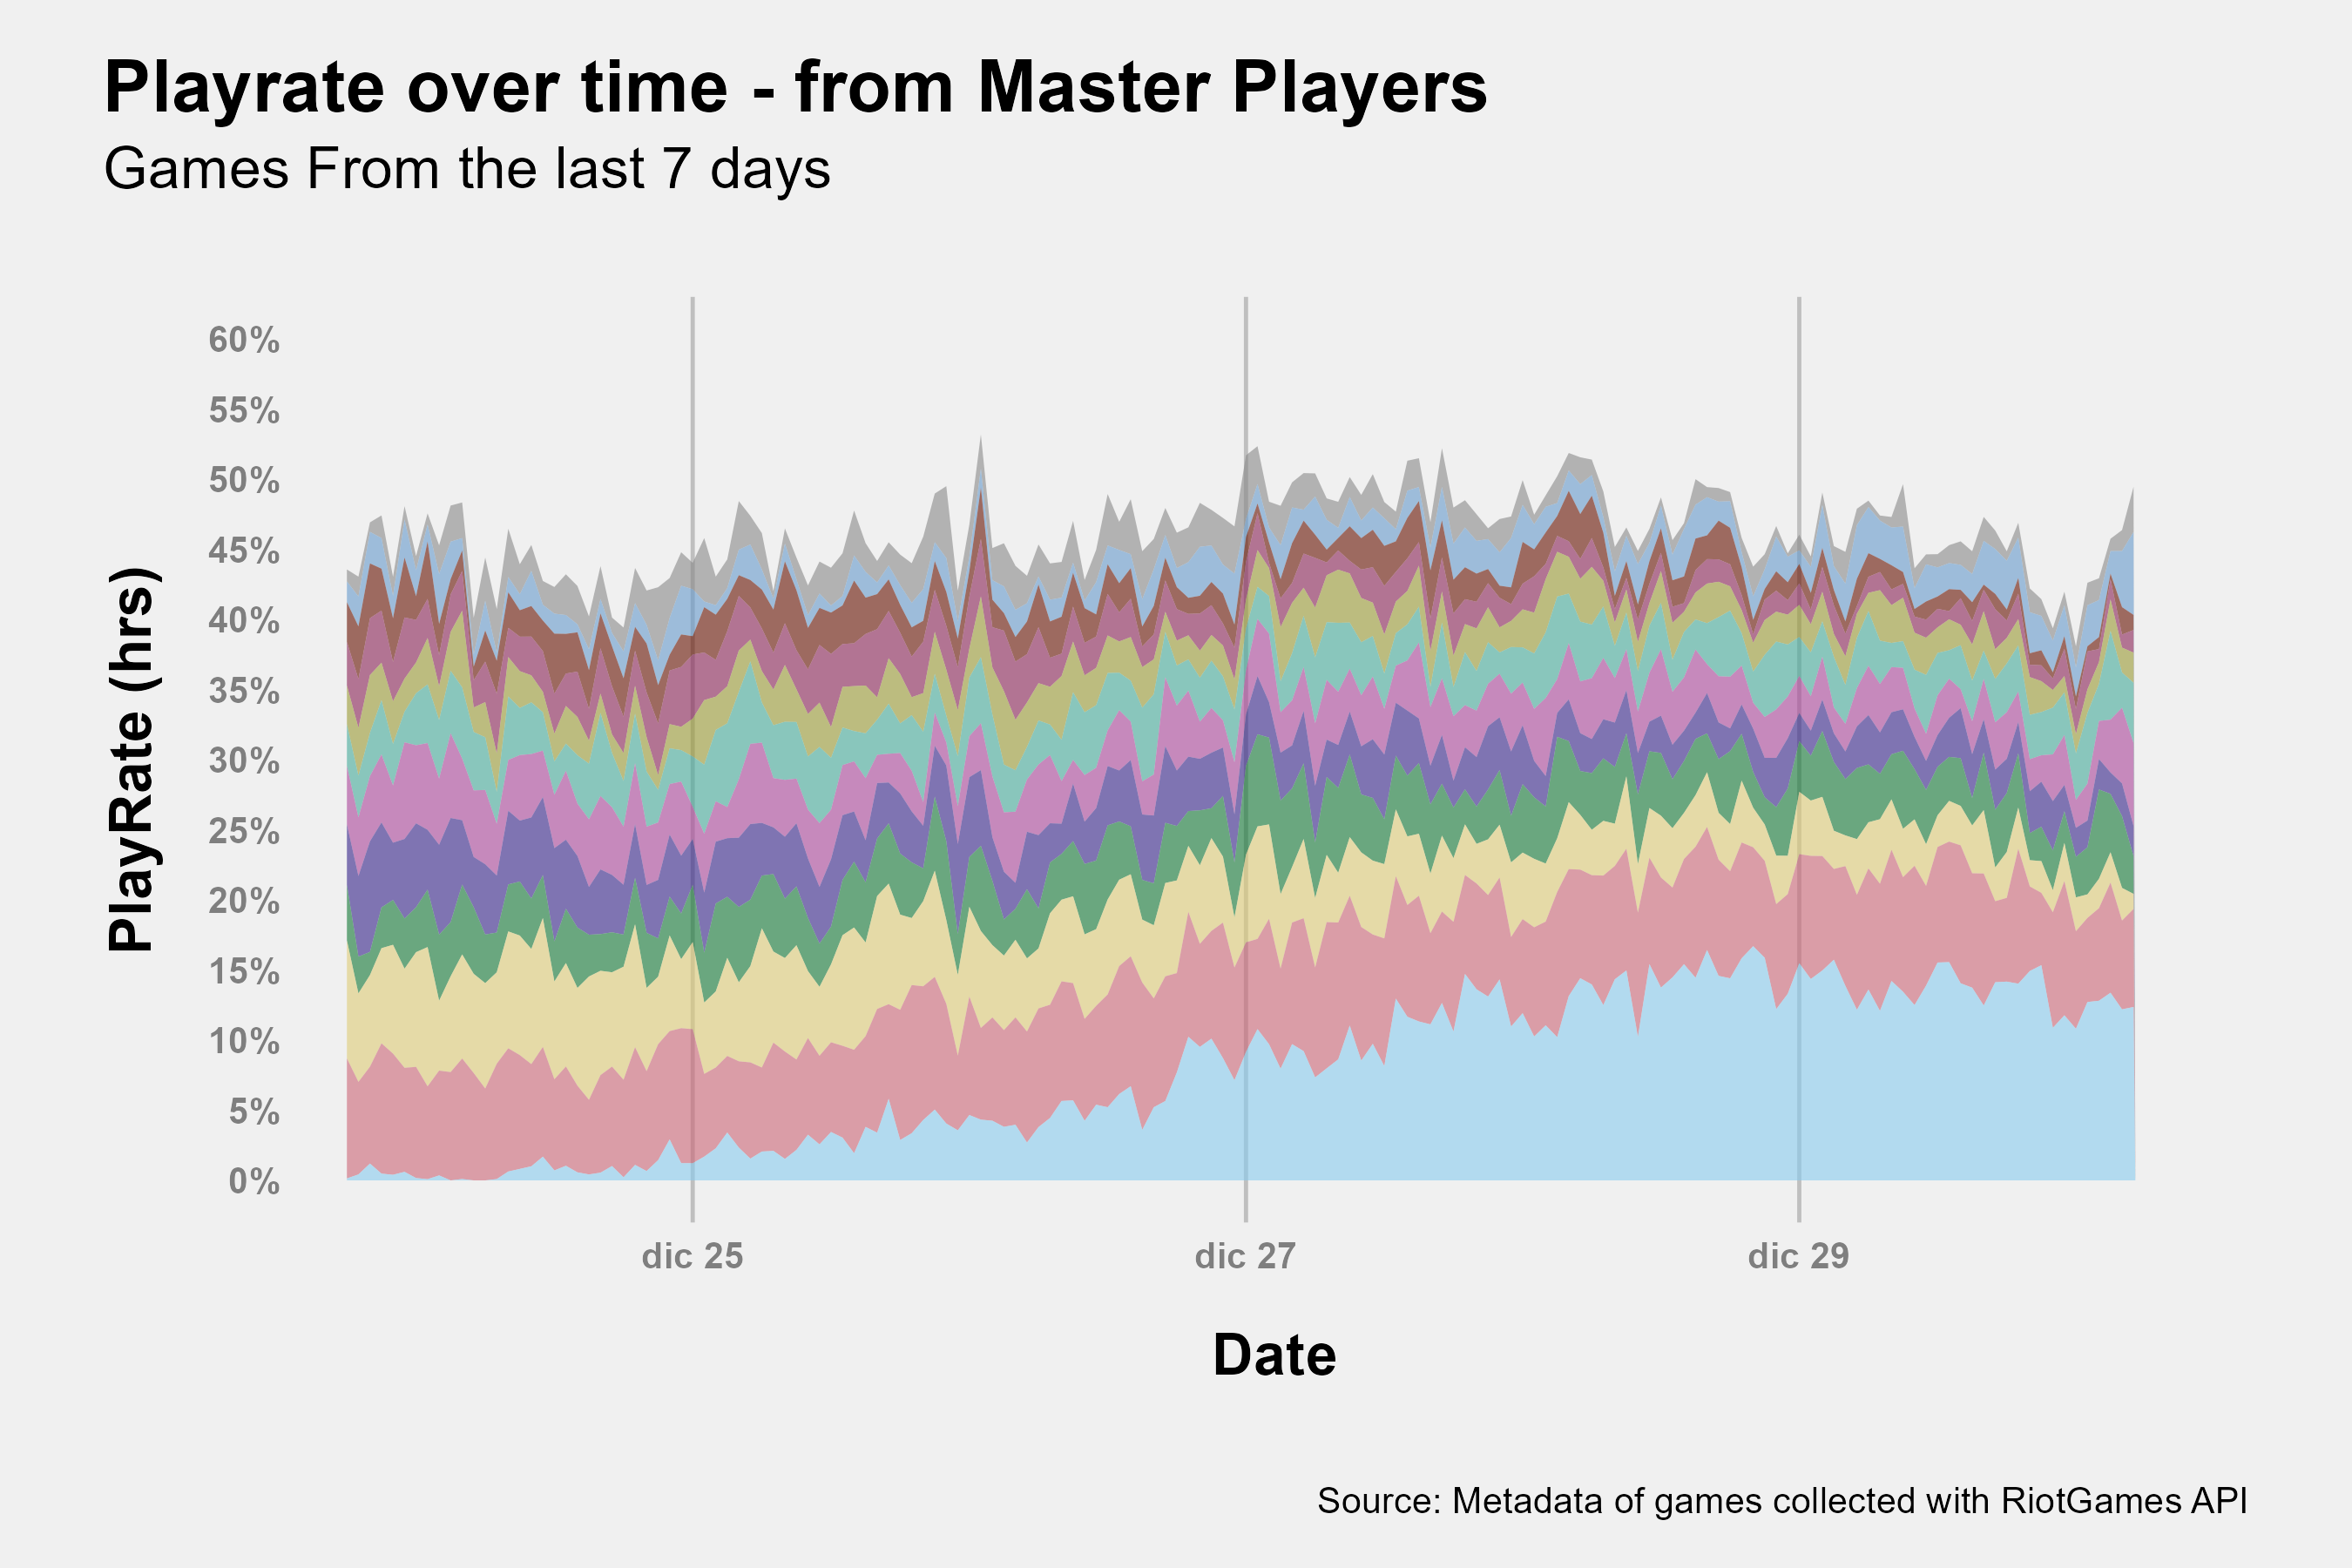 Playrate over time - from Master Players
Games From the last 7 days
PlayRate (hrs)
60%
55%
50%
45%
40%
35%
30%
25%
20%
15%
10%
5%
0%
dic 25
dic 27
dic 29
Date
Source: Metadata of games collected with RiotGames API